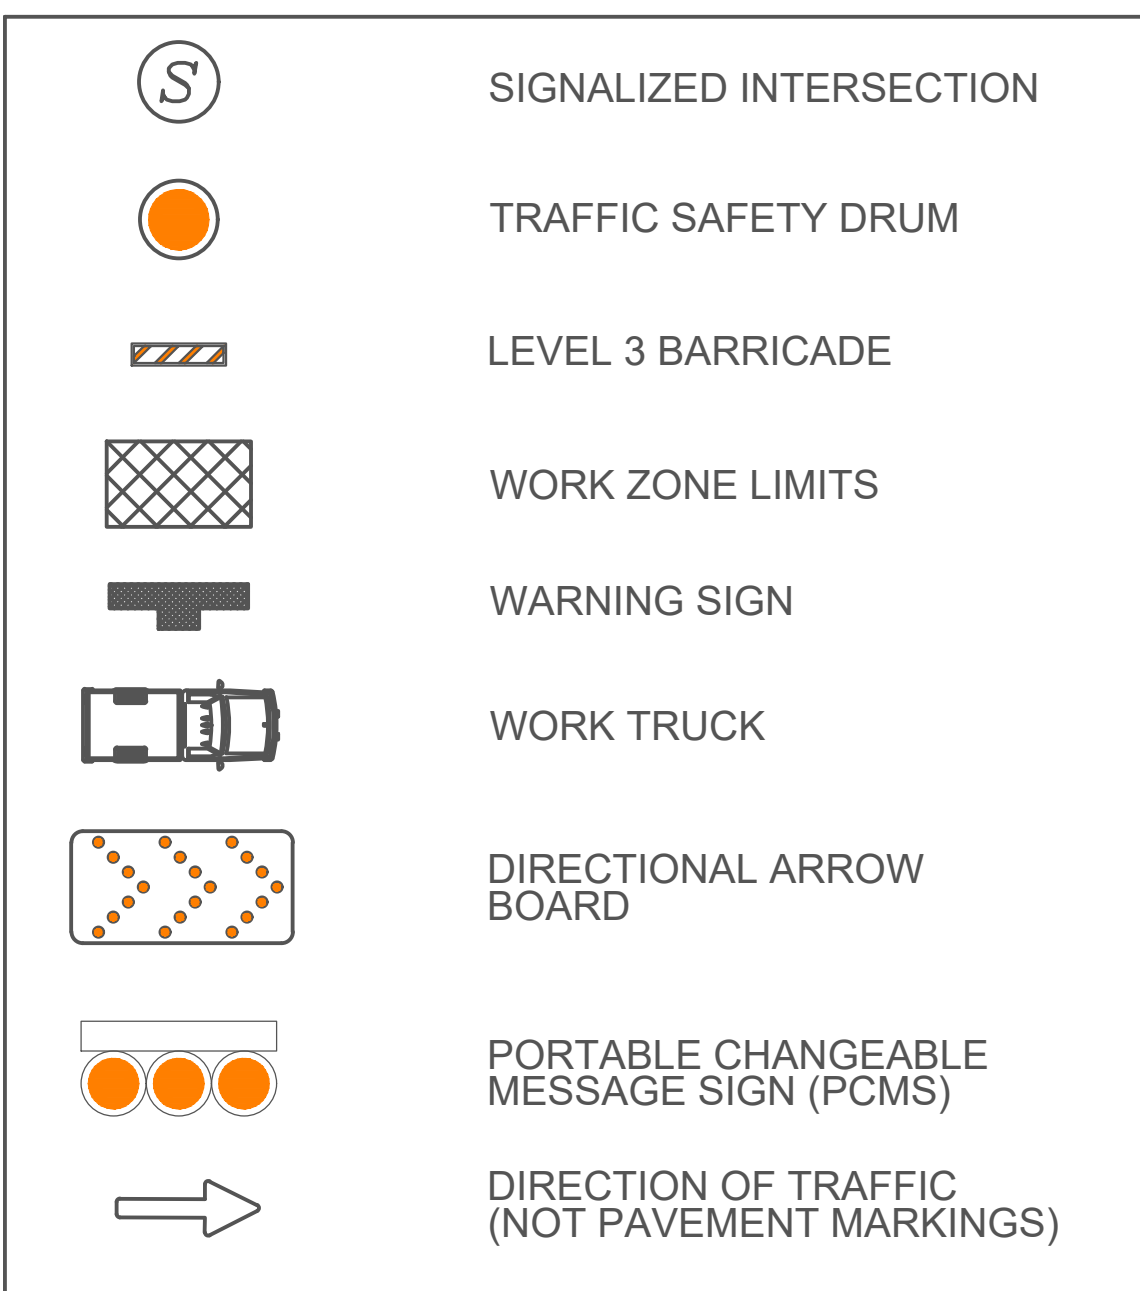 S
SIGNALIZED INTERSECTION
TRAFFIC SAFETY DRUM
LEVEL 3 BARRICADE
WORK ZONE LIMITS
WARNING SIGN
WORK TRUCK
DIRECTIONAL ARROW
BOARD
PORTABLE CHANGEABLE
MESSAGE SIGN (PCMS)
DIRECTION OF TRAFFIC
(NOT PAVEMENT MARKINGS)